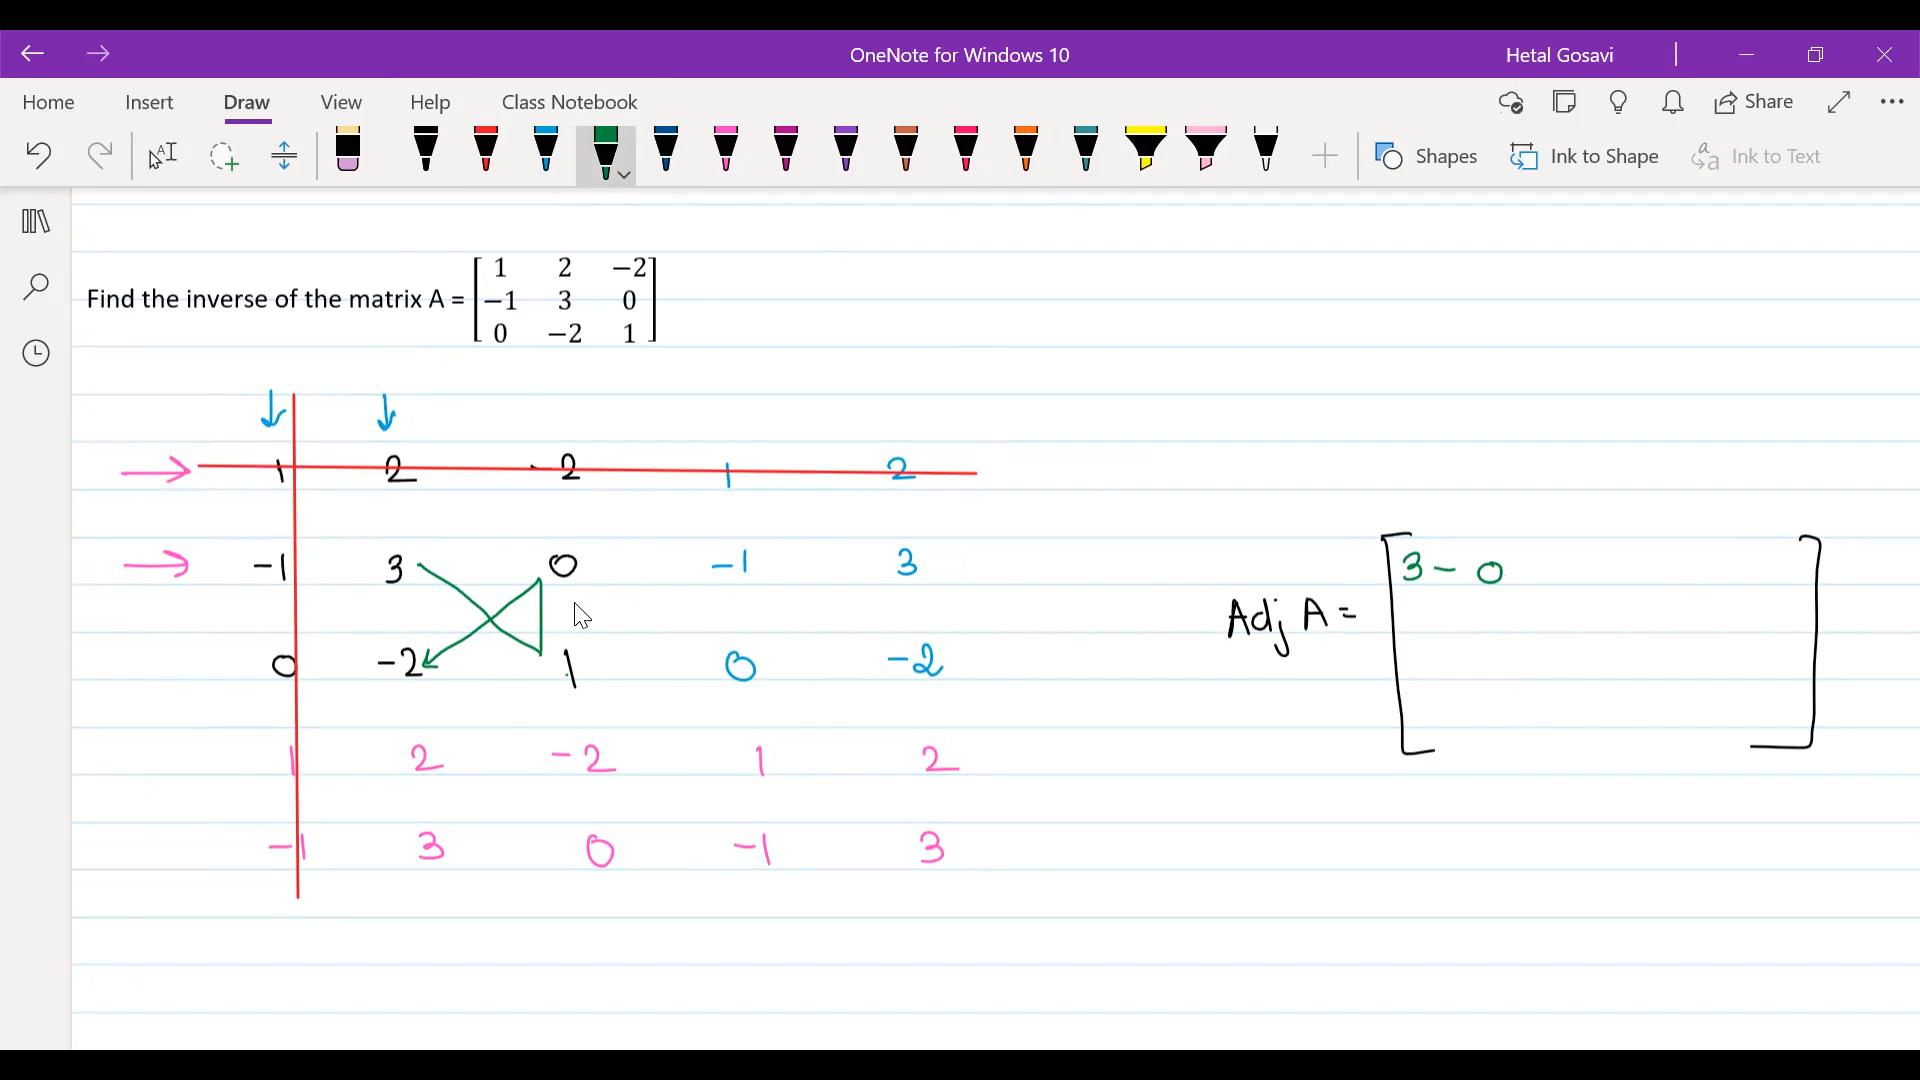 OneNote for Windows 10 Hetal Gosavi
Home Insert Draw View Help Class Notebook Share
Shapes Ink to Shape Ink to Text
Find the inverse of the matrix A = [1 2 −2
−1 3 0
0 −2 1]
1 2 -2 1 2
-1 3 0 -1 3
0 -2 1 0 -2
1 2 -2 1 2
-1 3 0 -1 3
Adj A = [3 - 0 ]